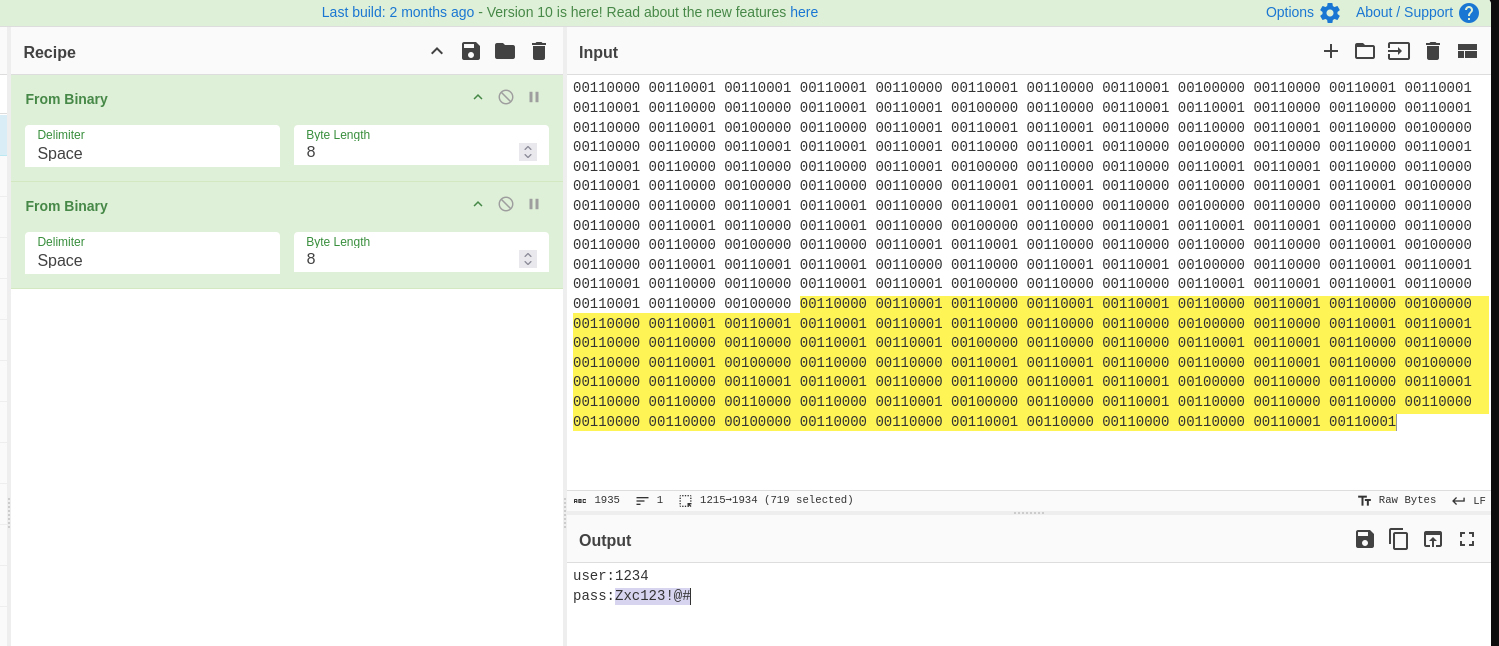 Last build: 2 months ago - Version 10 is here! Read about the new features here
Options
About / Support
Recipe
From Binary
Delimiter
Space
Byte Length
8
From Binary
Delimiter
Space
Byte Length
8
Input
00110000 00110001 00110001 00110001 00110000 00110001 00110000 00110001 00100000 00110000 00110001 00110001
00110001 00110000 00110000 00110001 00110001 00100000 00110000 00110001 00110001 00110000 00110000 00110001
00110000 00110001 00100000 00110000 00110001 00110001 00110001 00110000 00110000 00110001 00110000 00100000
00110000 00110000 00110001 00110001 00110001 00110000 00110001 00110000 00100000 00110000 00110000 00110001
00110001 00110000 00110000 00110000 00110001 00100000 00110000 00110000 00110001 00110001 00110000 00110000
00110001 00110000 00100000 00110000 00110000 00110001 00110001 00110000 00110000 00110001 00110001 00100000
00110000 00110000 00110001 00110001 00110000 00110001 00110000 00110000 00100000 00110000 00110000 00110000
00110000 00110001 00110000 00110001 00110000 00100000 00110000 00110001 00110001 00110001 00110000 00110000
00110000 00110000 00100000 00110000 00110001 00110001 00110000 00110000 00110000 00110000 00110001 00100000
00110000 00110001 00110001 00110001 00110000 00110000 00110001 00110001 00100000 00110000 00110001 00110001
00110001 00110000 00110000 00110001 00110001 00100000 00110000 00110000 00110001 00110001 00110001 00110000
00110001 00110000 00100000 00110000 00110001 00110000 00110001 00110001 00110000 00110001 00110000 00100000
00110000 00110001 00110001 00110001 00110001 00110000 00110000 00110000 00100000 00110000 00110001 00110001
00110000 00110000 00110000 00110001 00110001 00100000 00110000 00110000 00110001 00110001 00110000 00110000
00110000 00110001 00100000 00110000 00110000 00110001 00110001 00110000 00110000 00110001 00110000 00100000
00110000 00110000 00110001 00110001 00110000 00110000 00110001 00110001 00100000 00110000 00110000 00110001
00110000 00110000 00110000 00110000 00110001 00100000 00110000 00110001 00110000 00110000 00110000 00110000
00110000 00110000 00100000 00110000 00110000 00110001 00110000 00110000 00110000 00110001 00110001
ABC 1935
1
1215→1934 (719 selected)
Raw Bytes
LF
Output
user:1234
pass:Zxc123!@#